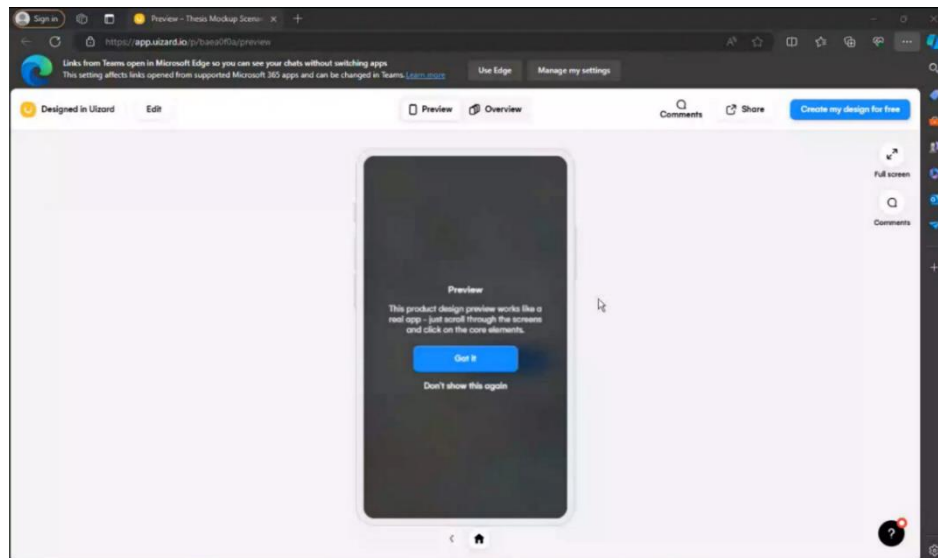 Sign in
Preview - Thesis Mockup Scena
https://app.uizard.io/p/baea0f0a/preview
Links from Teams open in Microsoft Edge so you can see your chats without switching apps
This setting affects links opened from supported Microsoft 365 apps and can be changed in Teams. Learn more
Use Edge
Manage my settings
Designed in Uizard
Edit
Preview
Overview
Comments
Share
Create my design for free
Full screen
Comments
Preview
This product design preview works like a
real app - just scroll through the screens
and click on the core elements.
Got it
Don't show this again
?